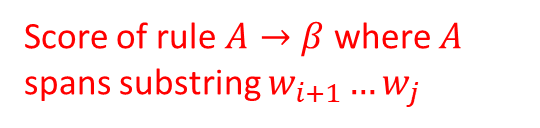 Score of rule 𝐴 → 𝛽 where 𝐴
spans substring 𝑤ᵢ₊₁ … 𝑤ⱼ